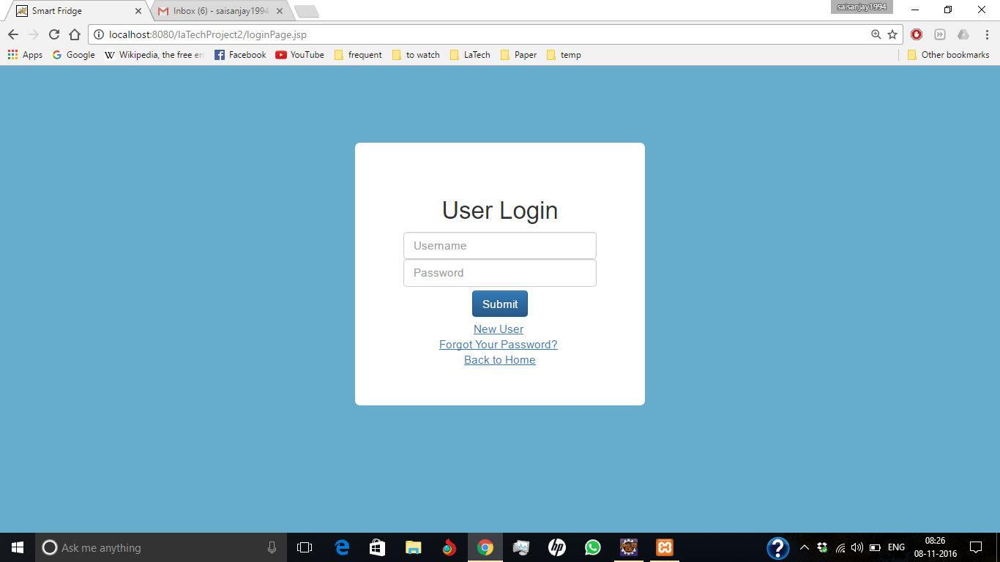 Smart Fridge
Inbox (6) - saisanjay1994
saisanjay1994
localhost:8080/laTechProject2/loginPage.jsp
Apps Google Wikipedia, the free en Facebook YouTube frequent to watch LaTech Paper temp Other bookmarks
User Login
Username
Password
Submit
New User
Forgot Your Password?
Back to Home
Ask me anything
hp
ENG
08:26
08-11-2016